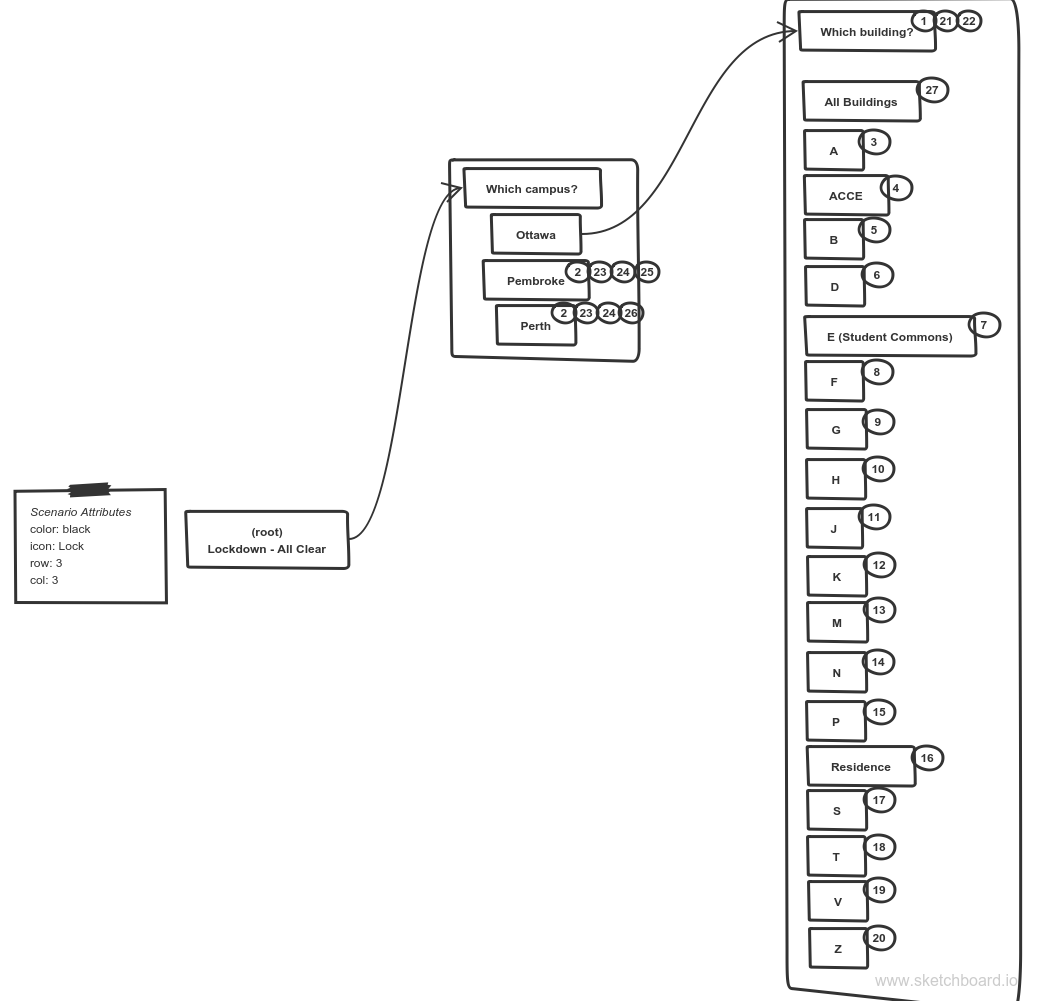 Scenario Attributes
color: black
icon: Lock
row: 3
col: 3
(root)
Lockdown - All Clear
Which campus?
Ottawa
Pembroke 2 23 24 25
Perth 2 23 24 26
Which building? 1 21 22
All Buildings 27
A 3
ACCE 4
B 5
D 6
E (Student Commons) 7
F 8
G 9
H 10
J 11
K 12
M 13
N 14
P 15
Residence 16
S 17
T 18
V 19
Z 20
www.sketchboard.io